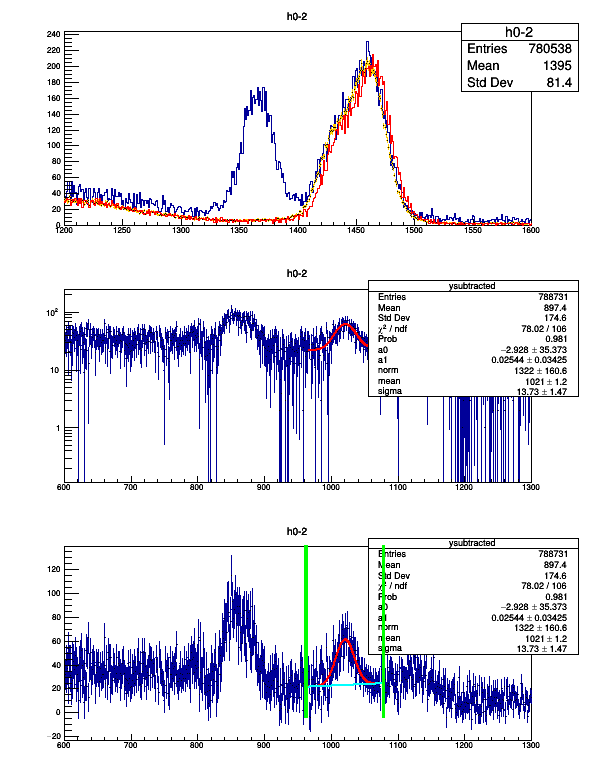 h0-2
h0-2
Entries 780538
Mean 1395
Std Dev 81.4
240
220
200
180
160
140
120
100
80
60
40
20
1200 1250 1300 1350 1400 1450 1500 1550 1600
h0-2
ysubtracted
Entries 788731
Mean 897.4
Std Dev 174.6
χ² / ndf 78.02 / 106
Prob 0.981
a0 −2.928 ± 35.373
a1 0.02544 ± 0.03425
norm 1322 ± 160.6
mean 1021 ± 1.2
sigma 13.73 ± 1.47
10²
10
1
600 700 800 900 1000 1100 1200 1300
h0-2
ysubtracted
Entries 788731
Mean 897.4
Std Dev 174.6
χ² / ndf 78.02 / 106
Prob 0.981
a0 −2.928 ± 35.373
a1 0.02544 ± 0.03425
norm 1322 ± 160.6
mean 1021 ± 1.2
sigma 13.73 ± 1.47
120
100
80
60
40
20
0
−20
600 700 800 900 1000 1100 1200 1300